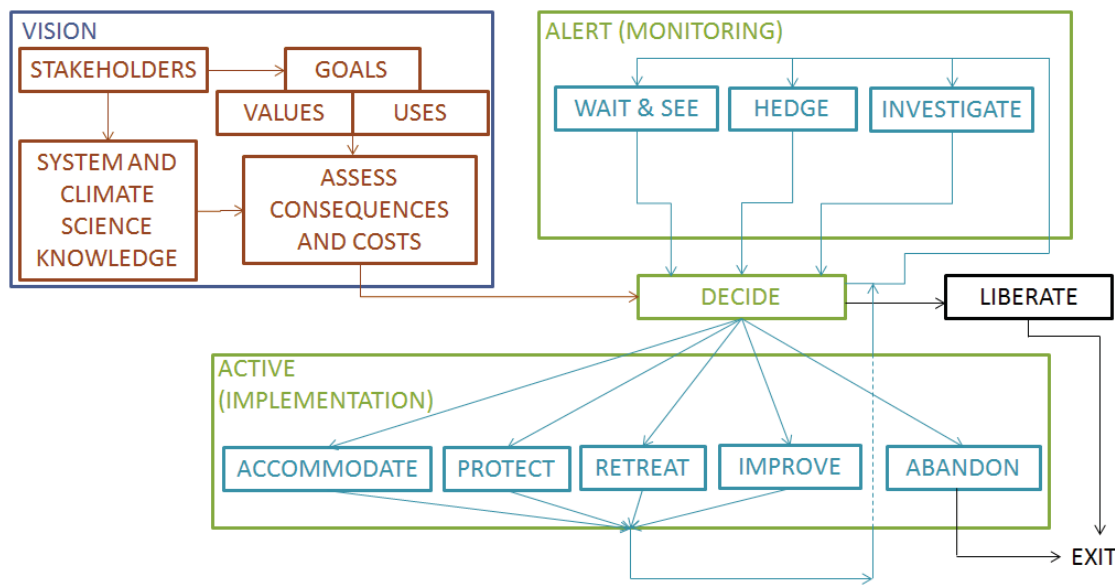 VISION
STAKEHOLDERS
GOALS
VALUES
USES
SYSTEM AND
CLIMATE
SCIENCE
KNOWLEDGE
ASSESS
CONSEQUENCES
AND COSTS
ALERT (MONITORING)
WAIT & SEE
HEDGE
INVESTIGATE
DECIDE
LIBERATE
ACTIVE
(IMPLEMENTATION)
ACCOMMODATE
PROTECT
RETREAT
IMPROVE
ABANDON
EXIT